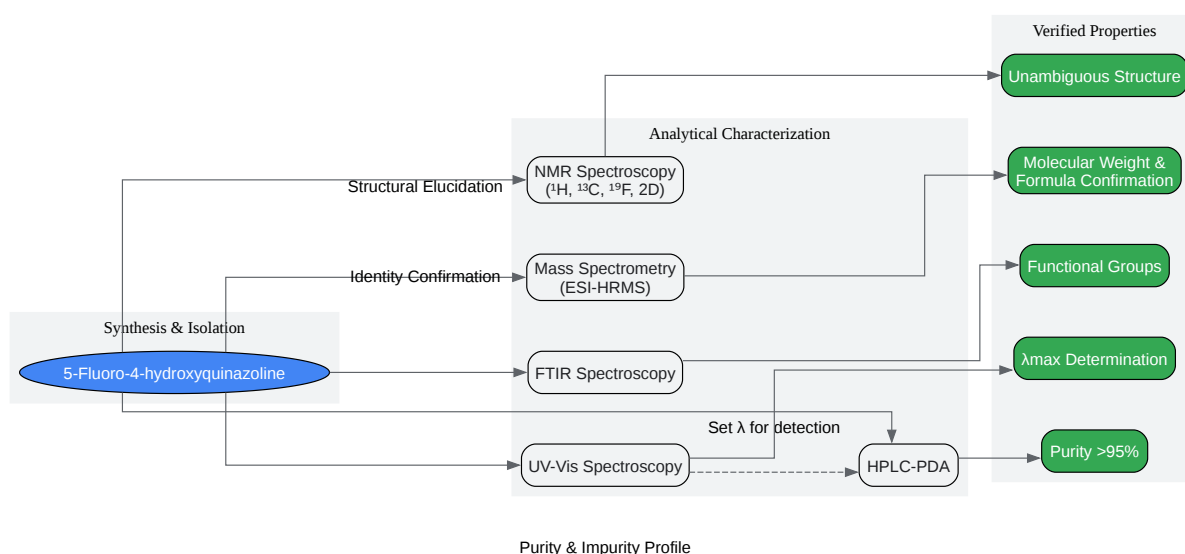 Verified Properties
Unambiguous Structure
Analytical Characterization
NMR Spectroscopy
(¹H, ¹³C, ¹⁹F, 2D)
Structural Elucidation
Molecular Weight &
Formula Confirmation
Identity Confirmation
Mass Spectrometry
(ESI-HRMS)
Functional Groups
Synthesis & Isolation
5-Fluoro-4-hydroxyquinazoline
FTIR Spectroscopy
λmax Determination
Set λ for detection
UV-Vis Spectroscopy
HPLC-PDA
Purity >95%
Purity & Impurity Profile